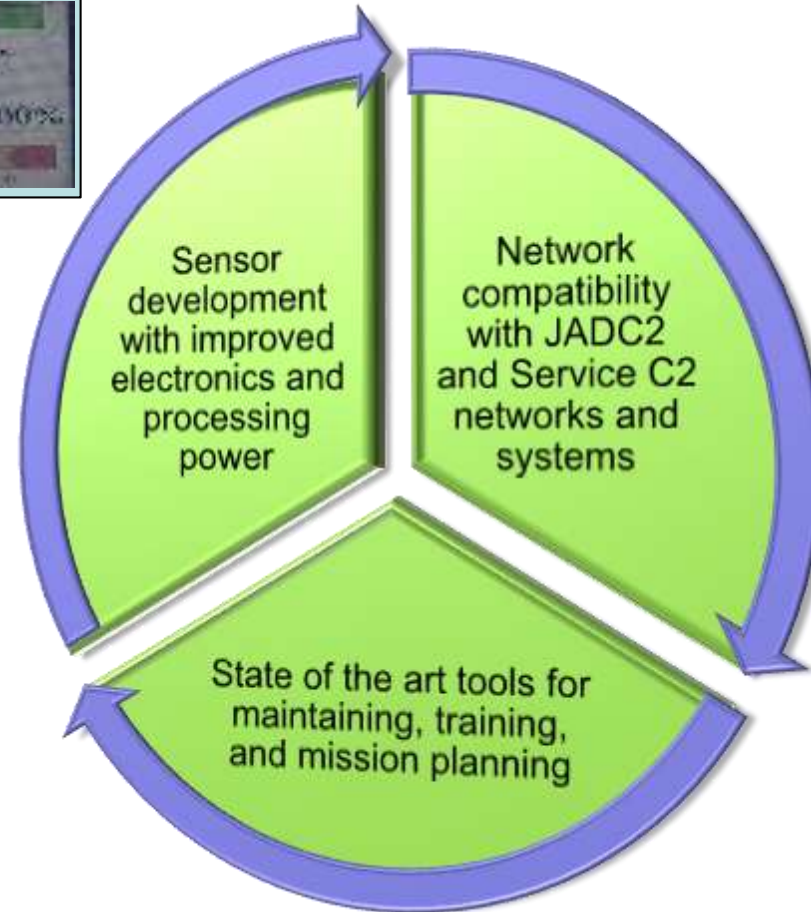 Sensor
development
with improved
electronics and
processing
power
Network
compatibility
with JADC2
and Service C2
networks and
systems
State of the art tools for
maintaining, training,
and mission planning